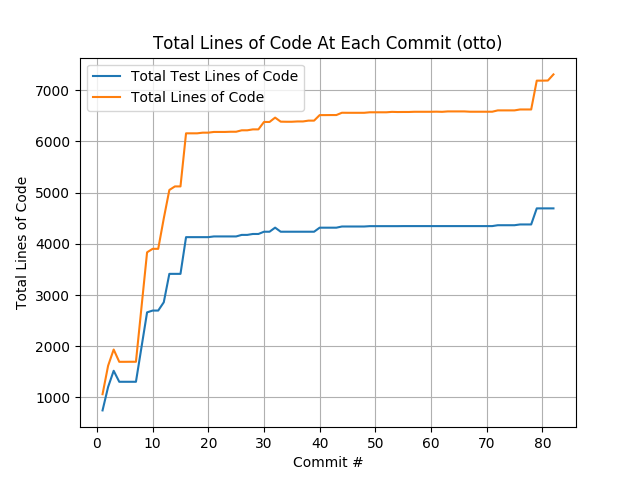 Total Lines of Code At Each Commit (otto)
Total Test Lines of Code
Total Lines of Code
Total Lines of Code
7000
6000
5000
4000
3000
2000
1000
0 10 20 30 40 50 60 70 80
Commit #